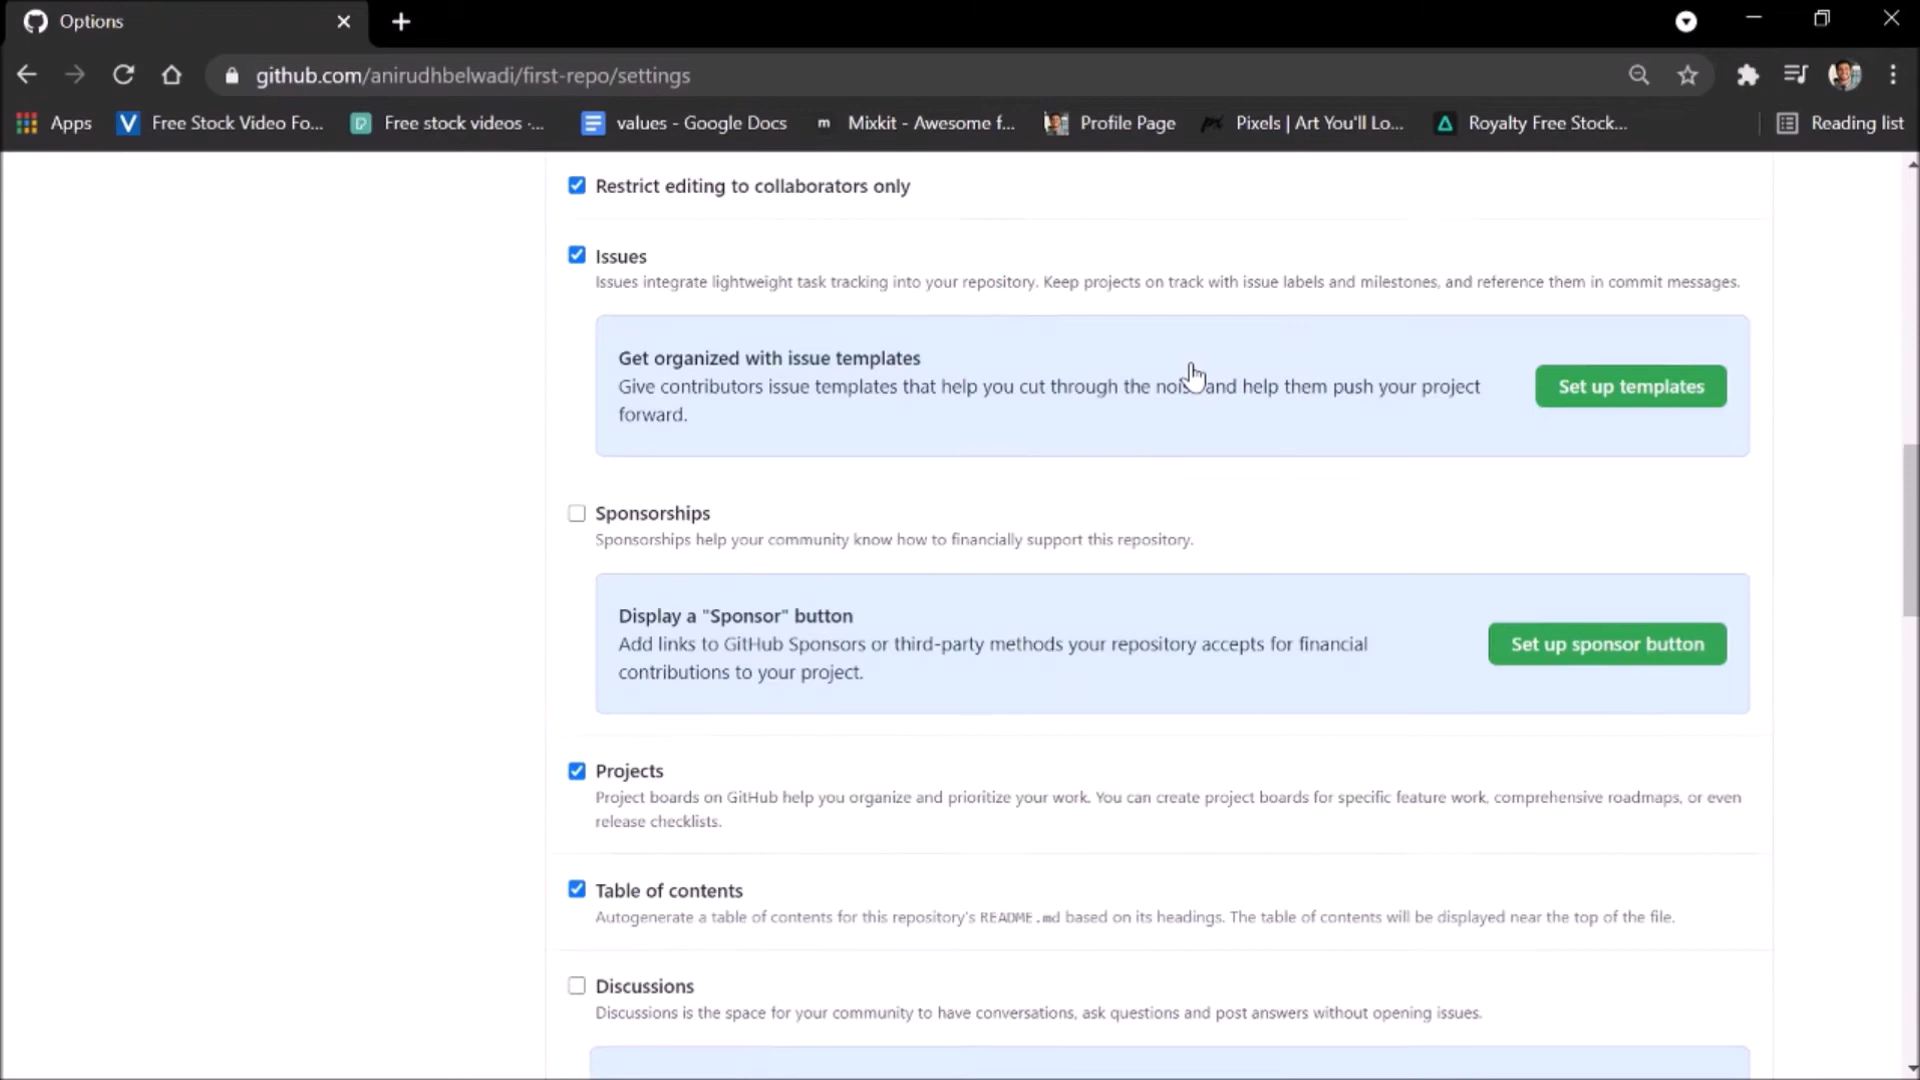 Options
github.com/anirudhbelwadi/first-repo/settings
Apps
Free Stock Video Fo...
Free stock videos ·...
values - Google Docs
m Mixkit - Awesome f...
Profile Page
px Pixels | Art You'll Lo...
Royalty Free Stock...
Reading list
Restrict editing to collaborators only
Issues
Issues integrate lightweight task tracking into your repository. Keep projects on track with issue labels and milestones, and reference them in commit messages.
Get organized with issue templates
Give contributors issue templates that help you cut through the and help them push your project
forward.
Set up templates
Sponsorships
Sponsorships help your community know how to financially support this repository.
Display a "Sponsor" button
Add links to GitHub Sponsors or third-party methods your repository accepts for financial
contributions to your project.
Set up sponsor button
Projects
Project boards on GitHub help you organize and prioritize your work. You can create project boards for specific feature work, comprehensive roadmaps, or even
release checklists.
Table of contents
Autogenerate a table of contents for this repository's README.md based on its headings. The table of contents will be displayed near the top of the file.
Discussions
Discussions is the space for your community to have conversations, ask questions and post answers without opening issues.